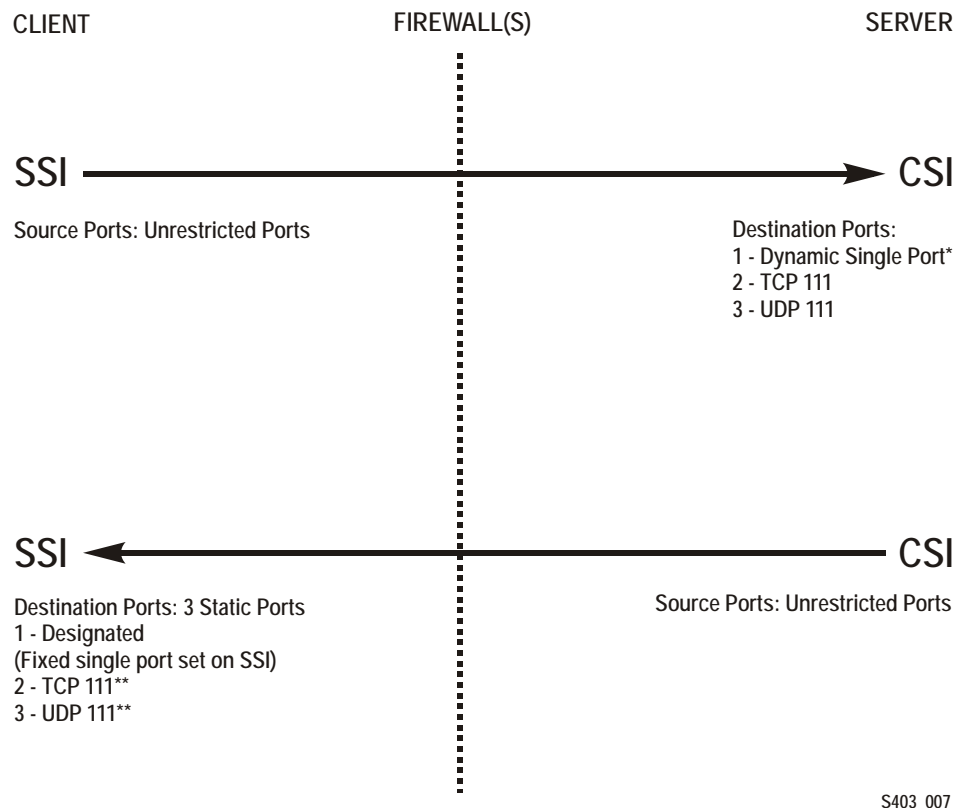 CLIENT FIREWALL(S) SERVER
SSI CSI
Source Ports: Unrestricted Ports
Destination Ports:
1 - Dynamic Single Port*
2 - TCP 111
3 - UDP 111
SSI CSI
Destination Ports: 3 Static Ports
1 - Designated
(Fixed single port set on SSI)
2 - TCP 111**
3 - UDP 111**
Source Ports: Unrestricted Ports
S403_007